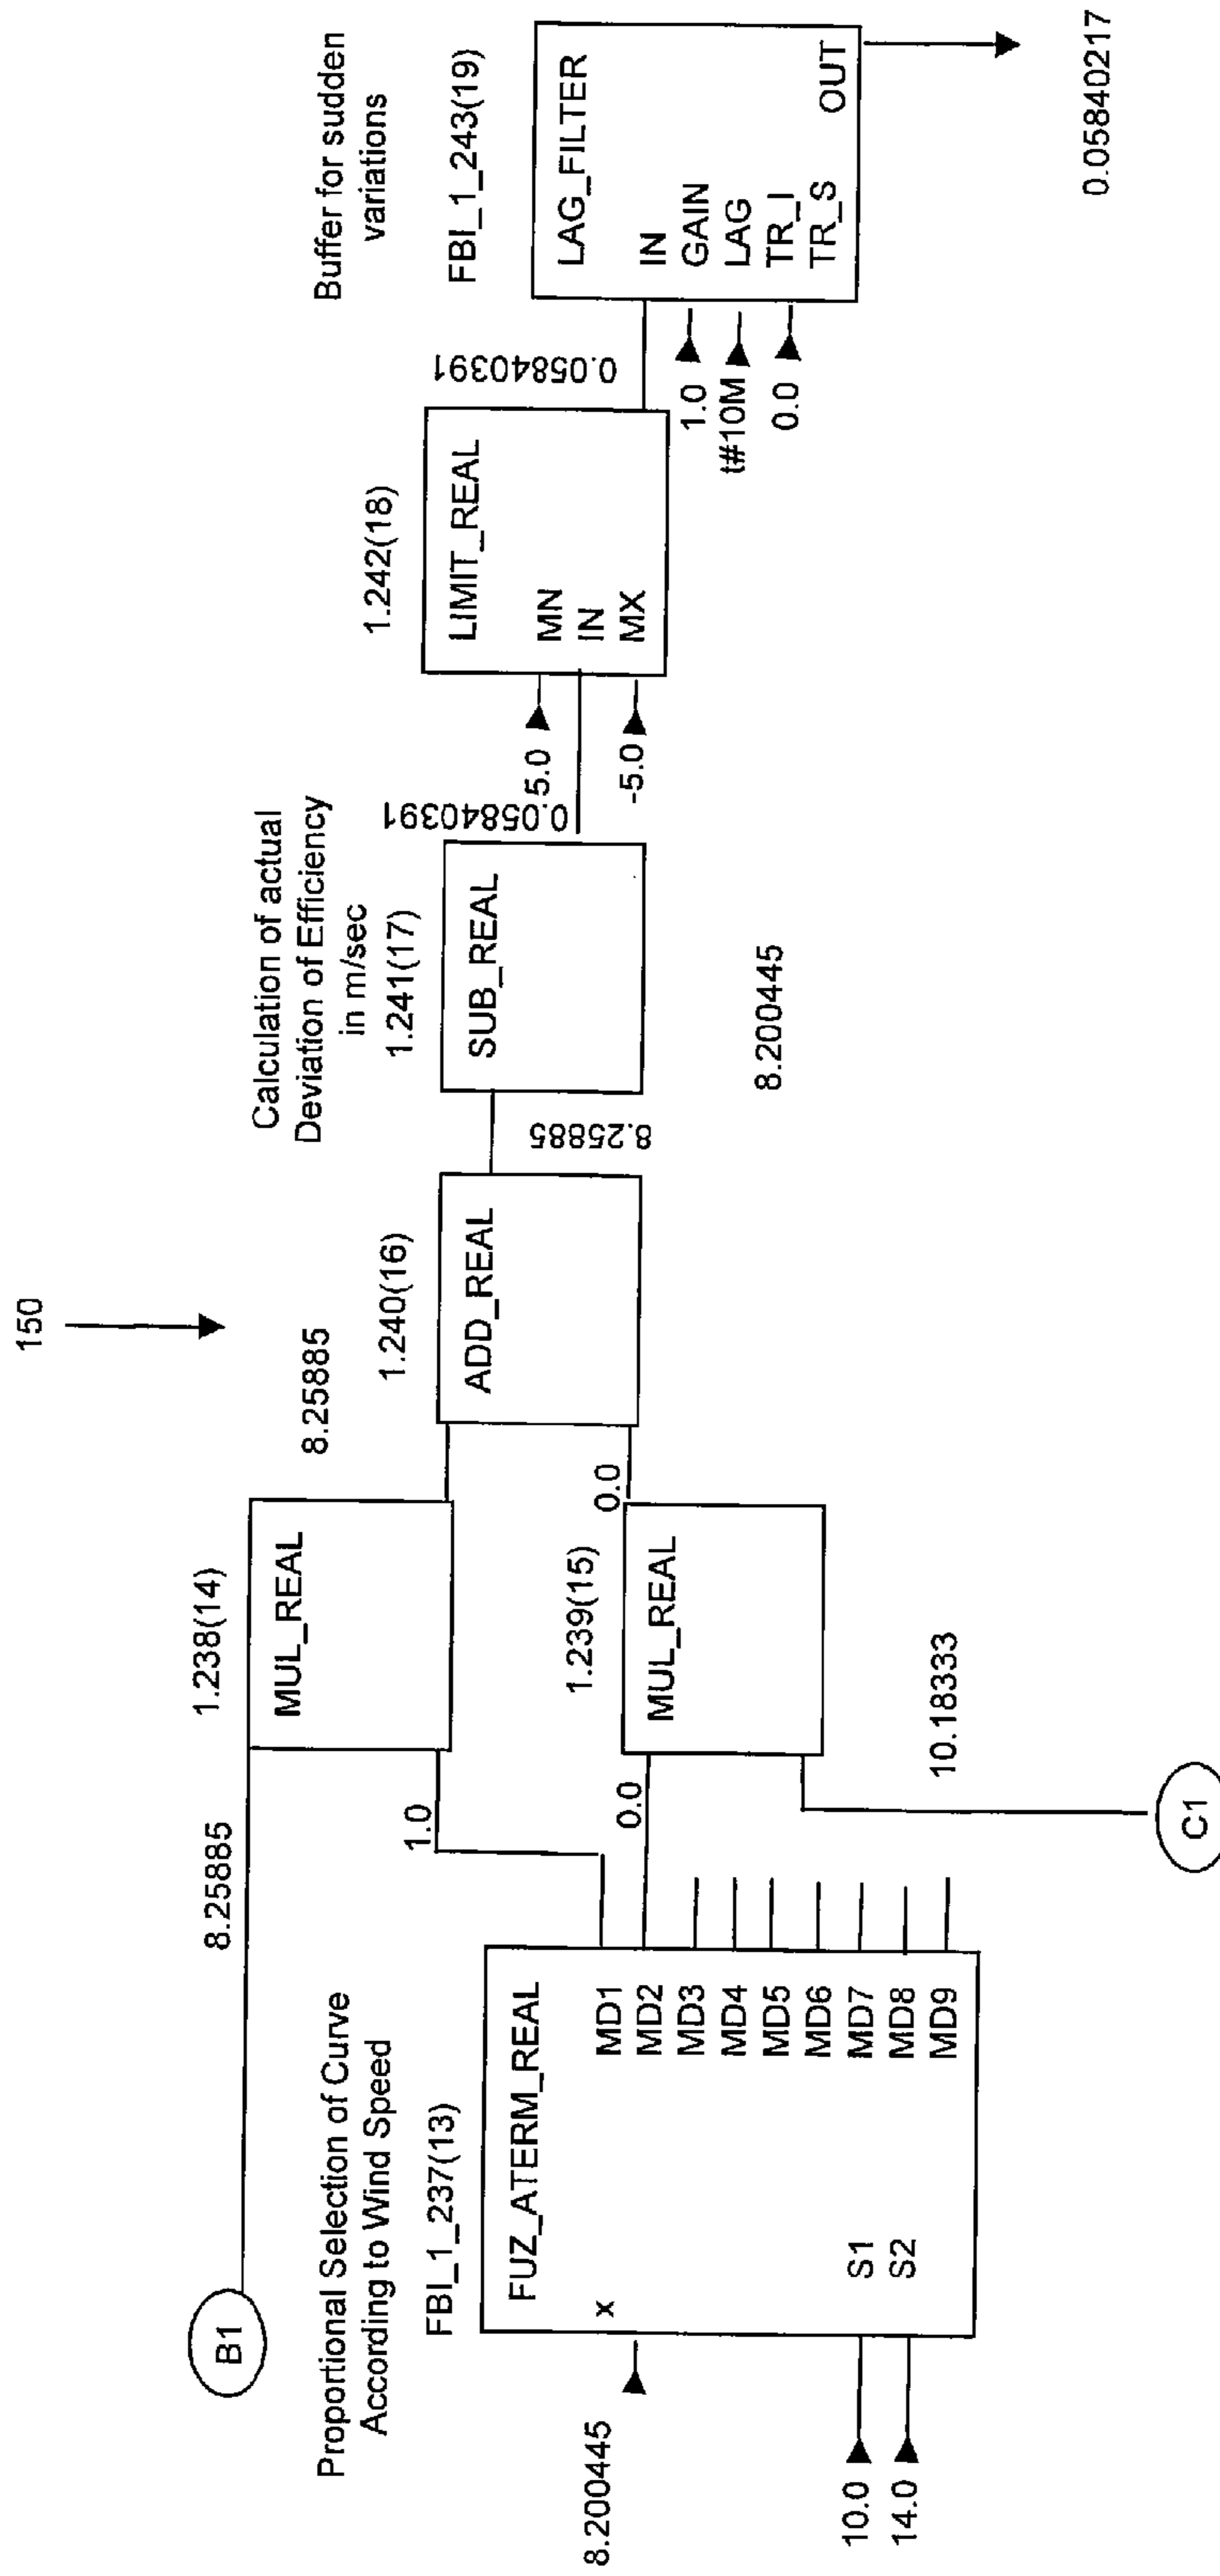 150
B1
8.25885
1.238(14)
MUL_REAL
8.25885
Proportional Selection of Curve
According to Wind Speed
FBI_1_237(13)
FUZ_ATERM_REAL
x
MD1
MD2
MD3
MD4
MD5
MD6
MD7
MD8
MD9
S1
S2
8.200445
10.0
14.0
1.0
0.0
1.239(15)
MUL_REAL
0.0
10.18333
C1
1.240(16)
ADD_REAL
8.25885
Calculation of actual
Deviation of Efficiency
in m/sec
1.241(17)
SUB_REAL
8.200445
0.05840391
1.242(18)
LIMIT_REAL
MN
IN
MX
5.0
-5.0
0.05840391
Buffer for sudden
variations
FBI_1_243(19)
LAG_FILTER
IN
GAIN
LAG
TR_I
TR_S
OUT
1.0
t#10M
0.0
0.05840217